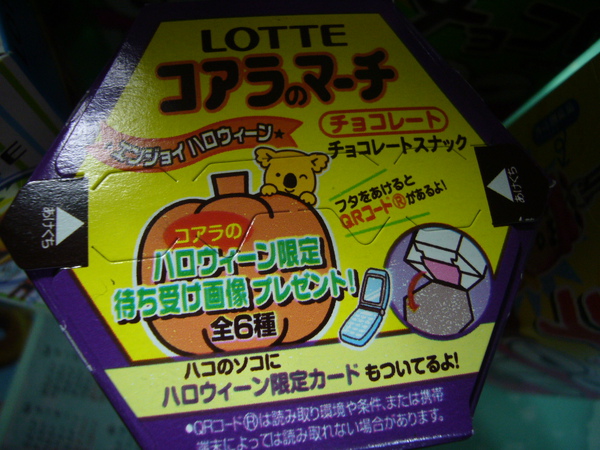 LOTTE
コアラのマーチ
エンジョイ ハロウィーン
チョコレート
チョコレートスナック
あけくち
あけくち
フタをあけると
QRコード®があるよ!
コアラの
ハロウィーン限定
待ち受け画像プレゼント!
全6種
ハコのソコに
ハロウィーン限定カードもついてるよ!
•QRコード®は読み取り環境や条件、または携帯
端末によっては読み取れない場合があります。